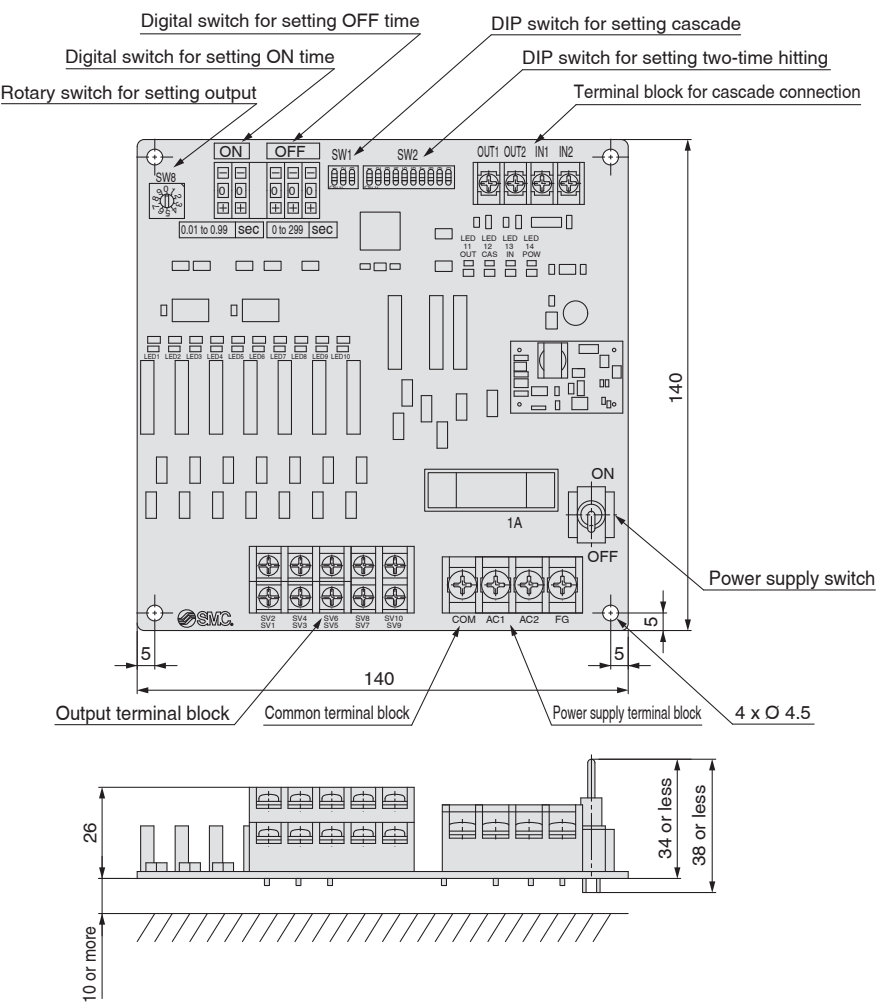 Digital switch for setting OFF time
DIP switch for setting cascade
Digital switch for setting ON time
DIP switch for setting two-time hitting
Rotary switch for setting output
Terminal block for cascade connection
ON
OFF
SW1
SW2
OUT1 OUT2 IN1 IN2
SW8
0
0
0
0
0
0.01 to 0.99 sec
0 to 299 sec
LED 11 OUT
LED 12 CAS
LED 13 IN
LED 14 POW
LED1 LED2 LED3 LED4 LED5 LED6 LED7 LED8 LED9 LED10
140
1A
ON
OFF
Power supply switch
SMC.
SV2 SV4 SV6 SV8 SV10
SV1 SV3 SV5 SV7 SV9
COM AC1 AC2 FG
5
5
5
140
Output terminal block
Common terminal block
Power supply terminal block
4 x Ø 4.5
26
34 or less
38 or less
10 or more